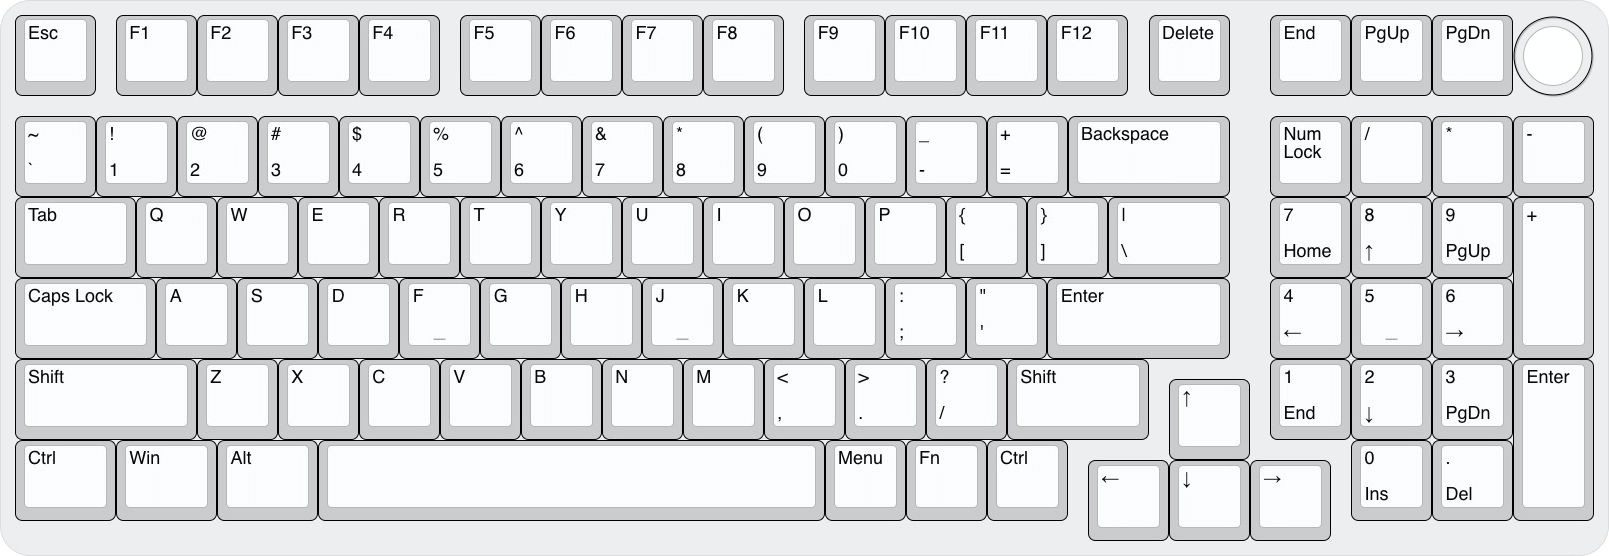 Esc F1 F2 F3 F4 F5 F6 F7 F8 F9 F10 F11 F12 Delete End PgUp PgDn
~ ! @ # $ % ^ & * ( ) _ + Backspace Num Lock / * -
` 1 2 3 4 5 6 7 8 9 0 - =
Tab Q W E R T Y U I O P { } | 7 8 9 +
[ ] \ Home ↑ PgUp
Caps Lock A S D F G H J K L : " Enter 4 5 6
_ _ ; ' ← _ →
Shift Z X C V B N M < > ? Shift ↑ 1 2 3 Enter
, . / End ↓ PgDn
Ctrl Win Alt Menu Fn Ctrl ← ↓ → 0 .
Ins Del